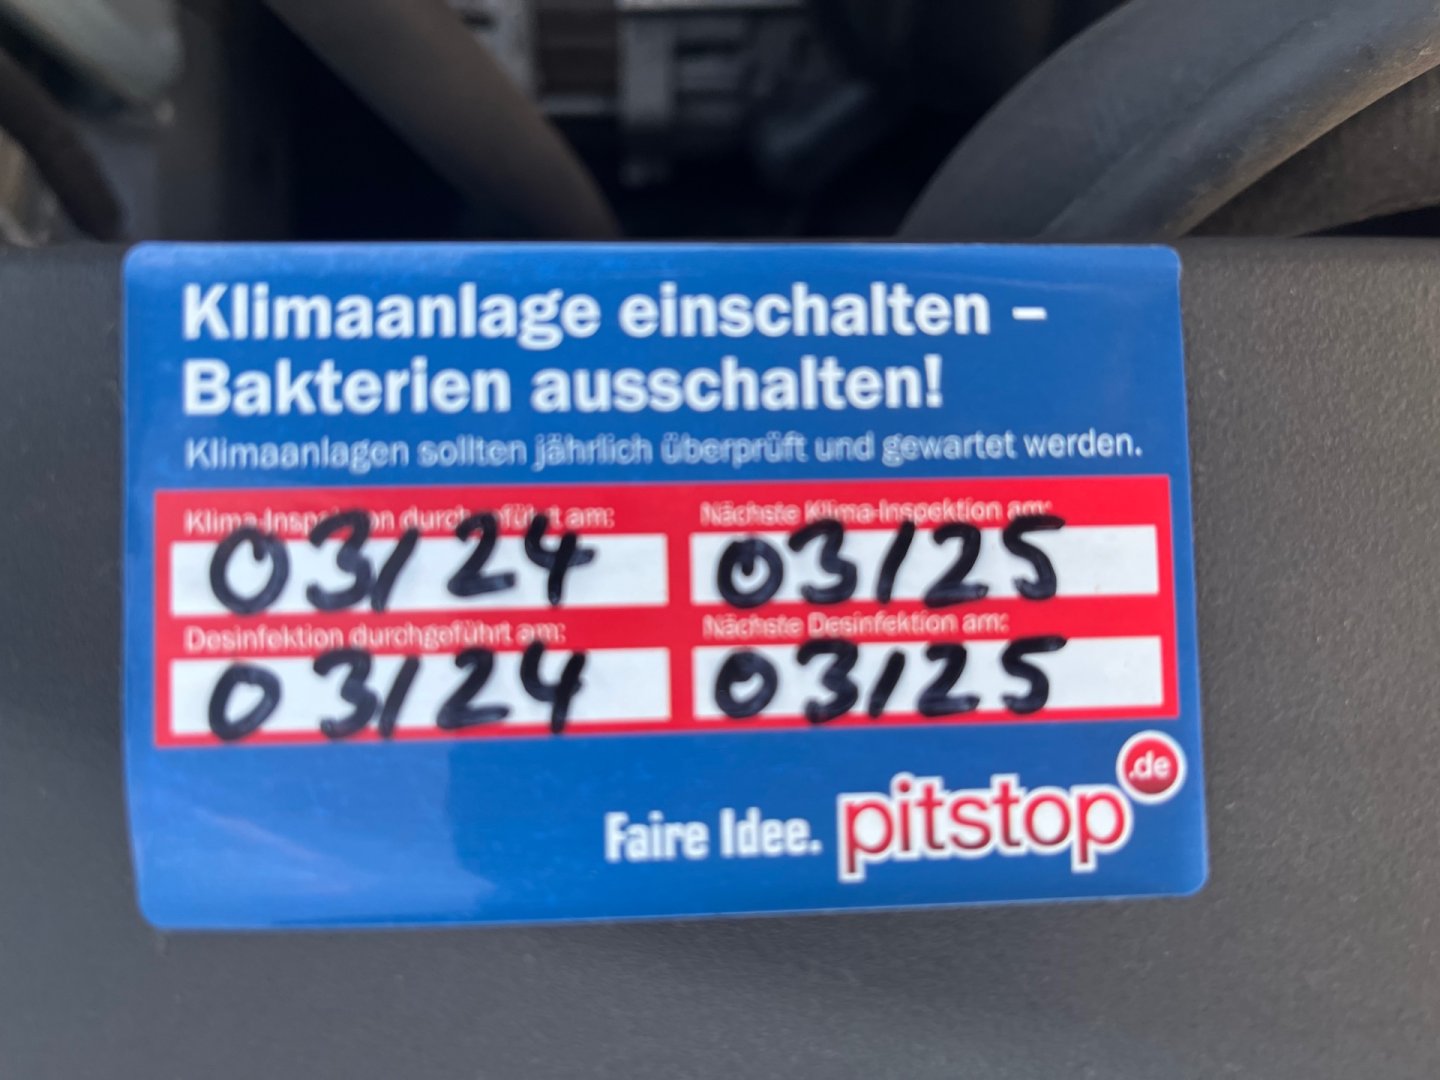 Klimaanlage einschalten –
Bakterien ausschalten!
Klimaanlagen sollten jährlich überprüft und gewartet werden.
Klima-Inspektion durchgeführt am: Nächste Klima-Inspektion am:
03/24 03/25
Desinfektion durchgeführt am: Nächste Desinfektion am:
03/24 03/25
Faire Idee. pitstop.de